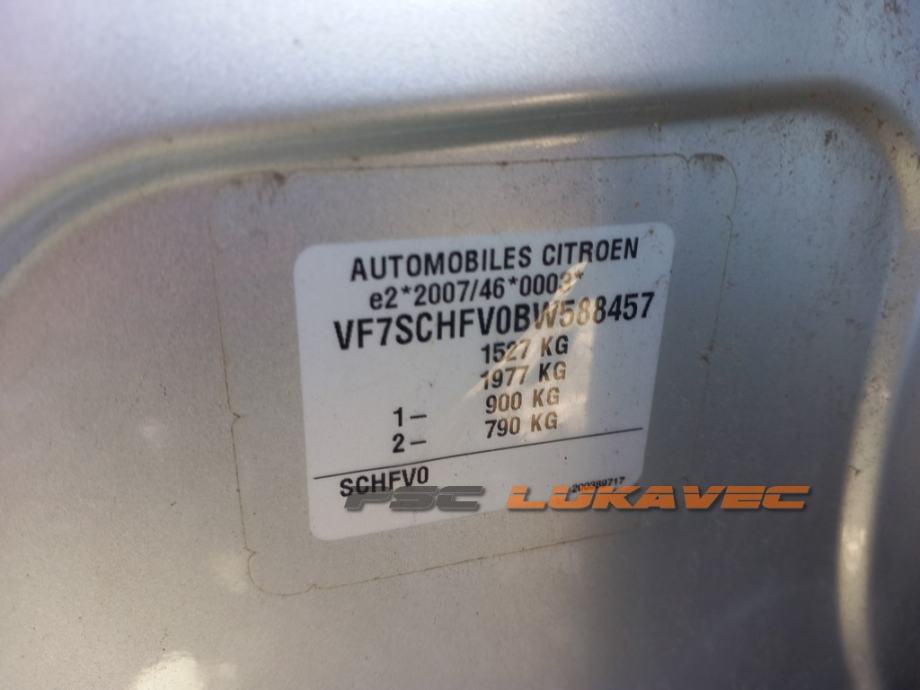 AUTOMOBILES CITROEN
e2*2007/46*0003*
VF7SCHFV0BW588457
1527 KG
1977 KG
1- 900 KG
2- 790 KG
SCHFV0
200389717
PSC LUKAVEC